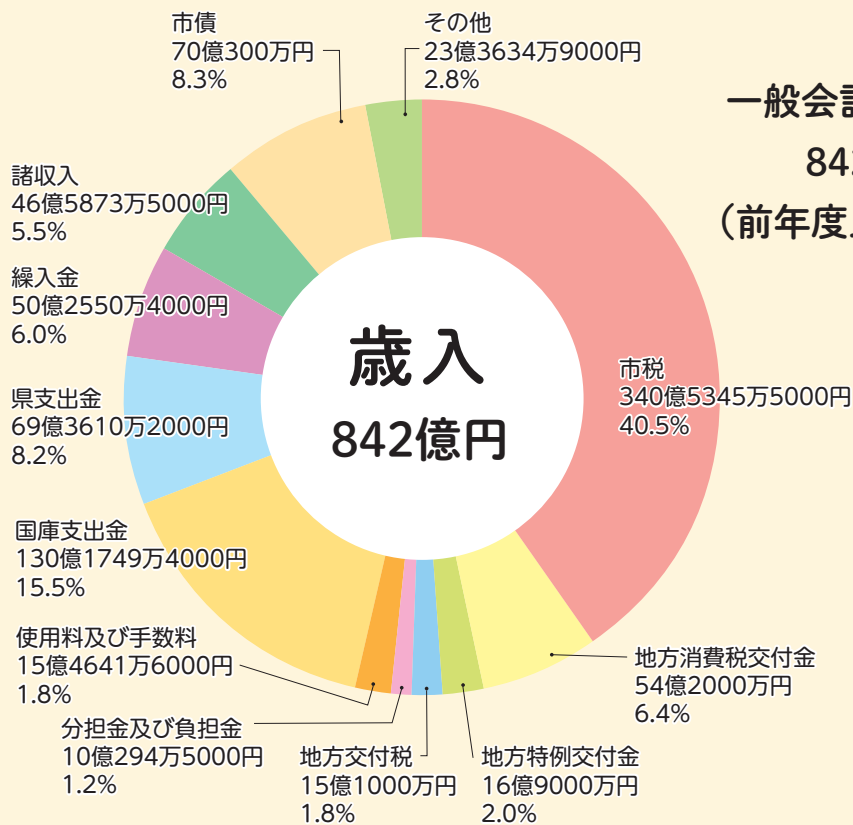 市債
70億300万円
8.3%
その他
23億3634万9000円
2.8%
一般会
842
（前年度
諸収入
46億5873万5000円
5.5%
繰入金
50億2550万4000円
6.0%
県支出金
69億3610万2000円
8.2%
国庫支出金
130億1749万4000円
15.5%
使用料及び手数料
15億4641万6000円
1.8%
分担金及び負担金
10億294万5000円
1.2%
地方交付税
15億1000万円
1.8%
地方特例交付金
16億9000万円
2.0%
地方消費税交付金
54億2000万円
6.4%
市税
340億5345万5000円
40.5%
歳入
842億円